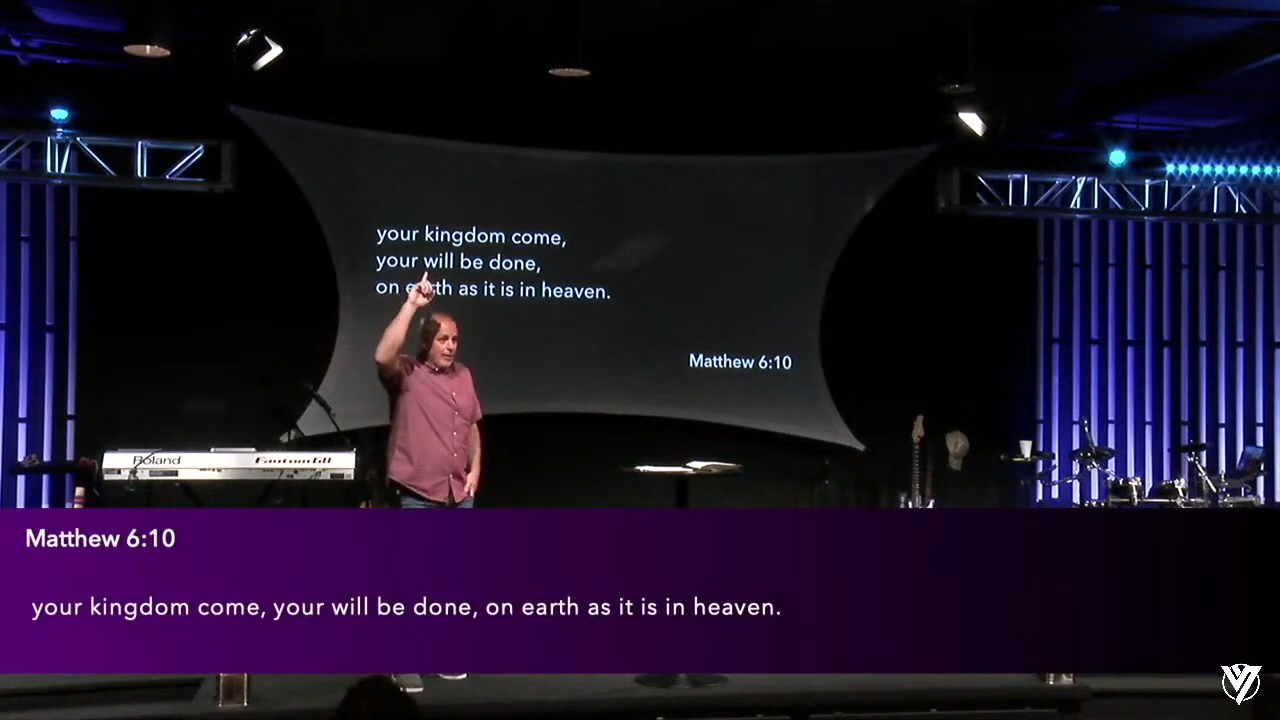 your kingdom come,
your will be done,
on earth as it is in heaven.
Matthew 6:10
Roland
FantomG8
Matthew 6:10
your kingdom come, your will be done, on earth as it is in heaven.